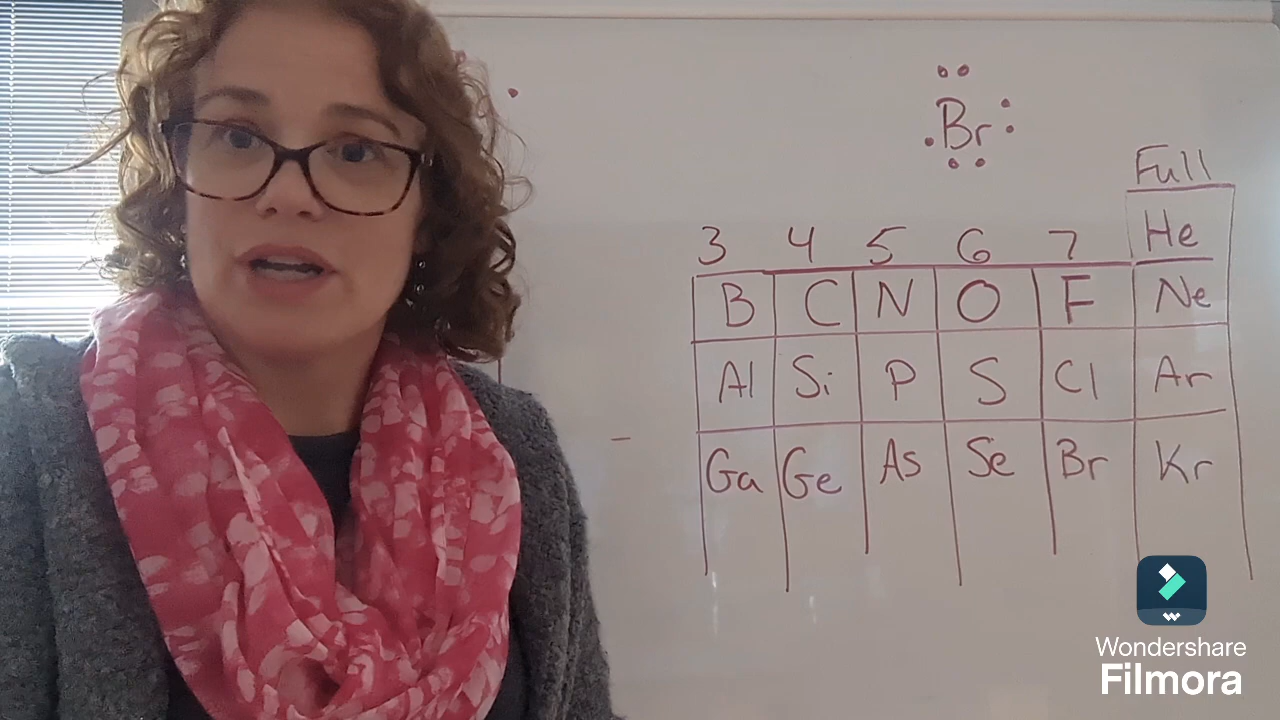 Br
Full
3 4 5 6 7 He
B C N O F Ne
Al Si P S Cl Ar
Ga Ge As Se Br Kr
Wondershare
Filmora